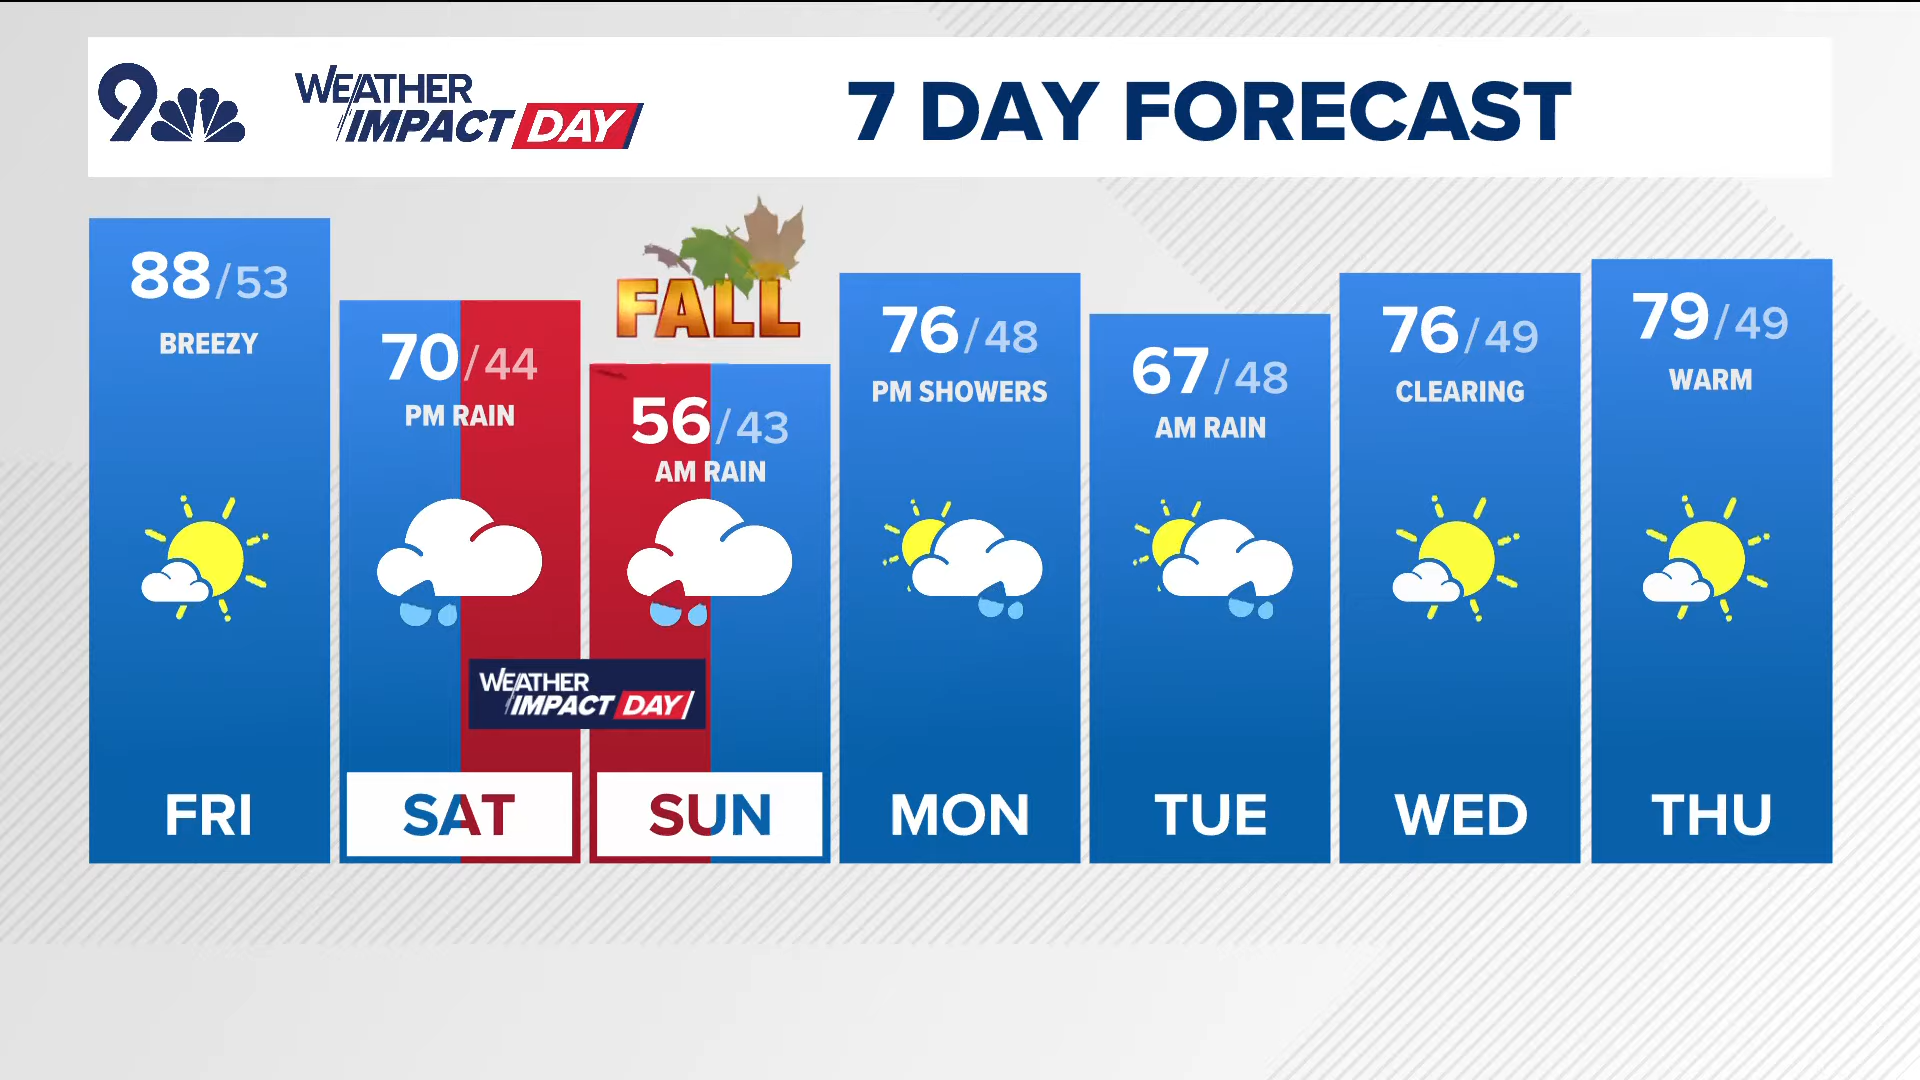 9
WEATHER
IMPACT DAY
7 DAY FORECAST
88/53
BREEZY
FRI
70/44
PM RAIN
SAT
FALL
56/43
AM RAIN
SUN
WEATHER
IMPACT DAY
76/48
PM SHOWERS
MON
67/48
AM RAIN
TUE
76/49
CLEARING
WED
79/49
WARM
THU